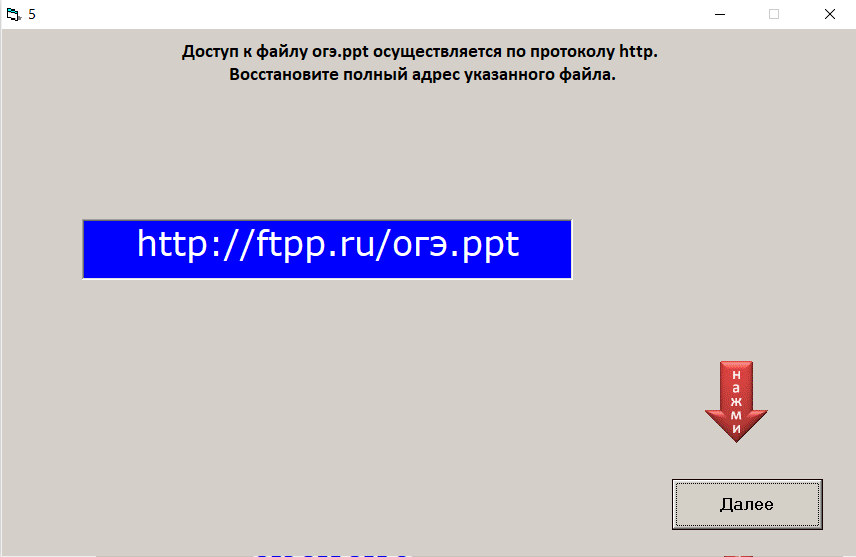 5
Доступ к файлу огэ.ppt осуществляется по протоколу http.
Восстановите полный адрес указанного файла.
http://ftpp.ru/огэ.ppt
нажми
Далее